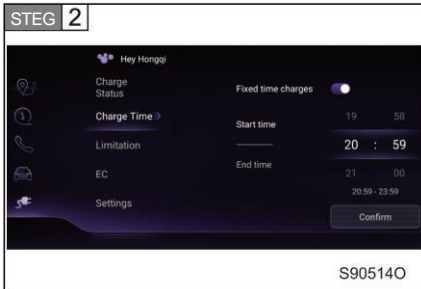 STEG 2
Hey Hongqi
Charge
Status
Charge Time
Limitation
EC
Settings
Fixed time charges
Start time
End time
19 58
20 : 59
21 00
20:59 - 23:59
Confirm
S90514O